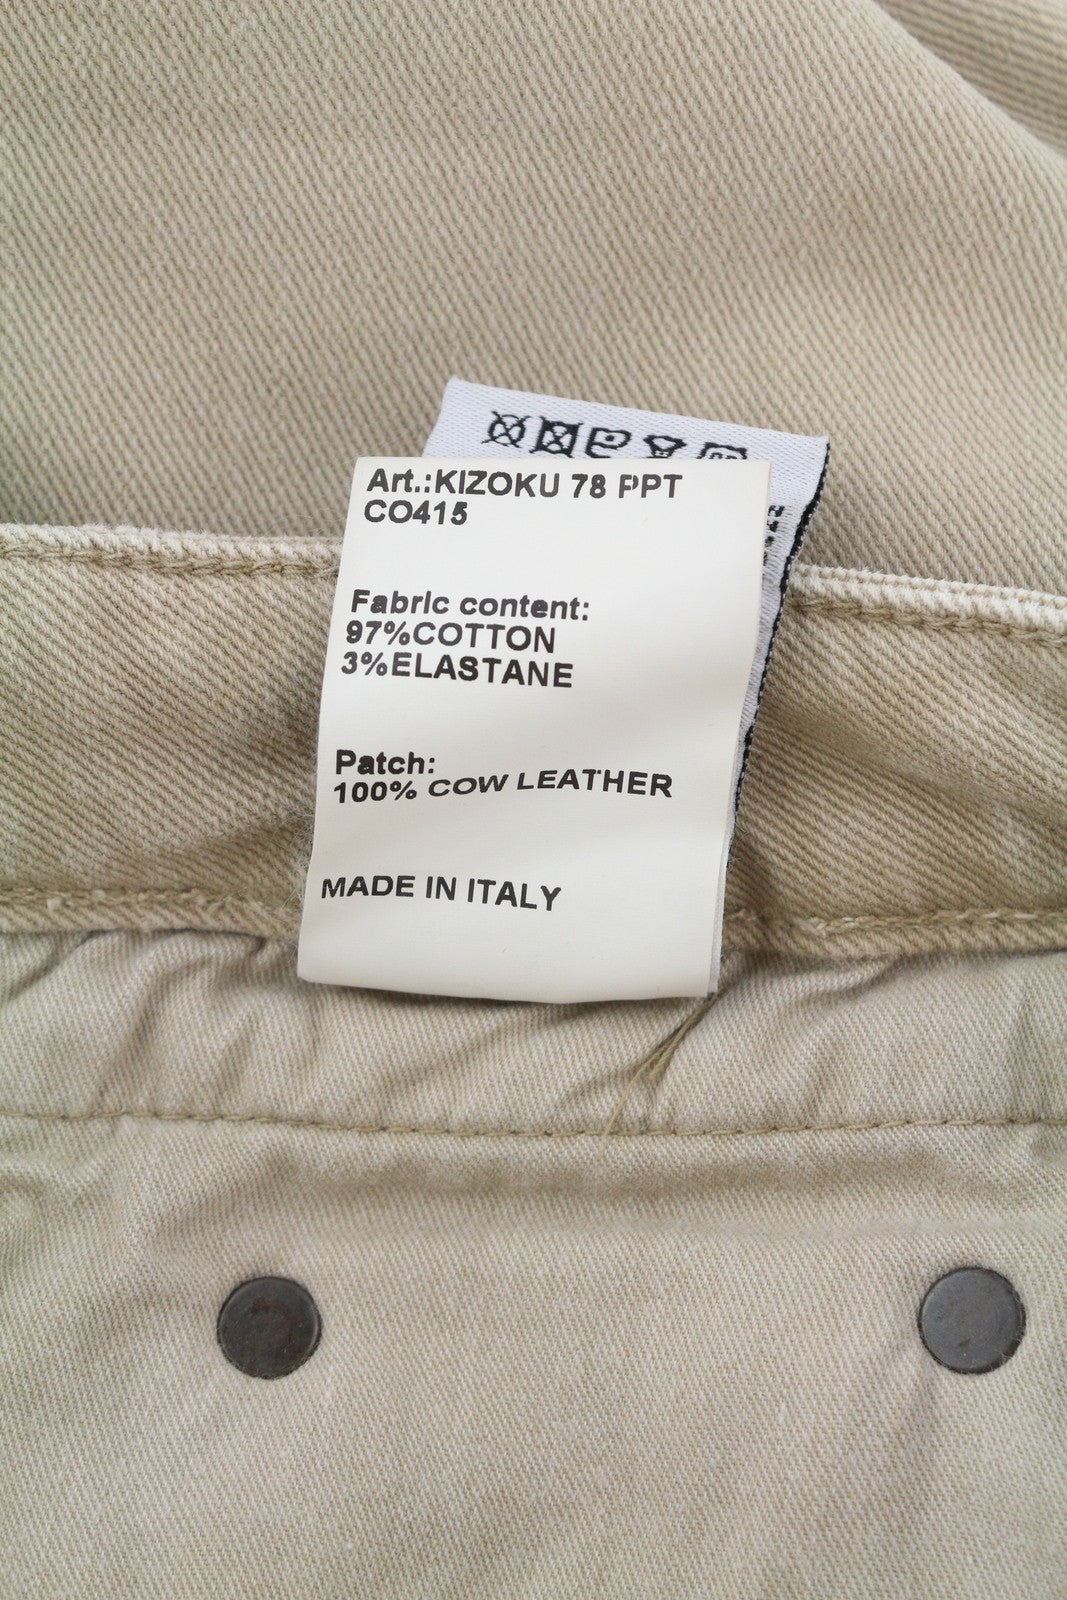 Art.:KIZOKU 78 PPT
CO415
Fabric content:
97%COTTON
3%ELASTANE
Patch:
100% COW LEATHER
MADE IN ITALY